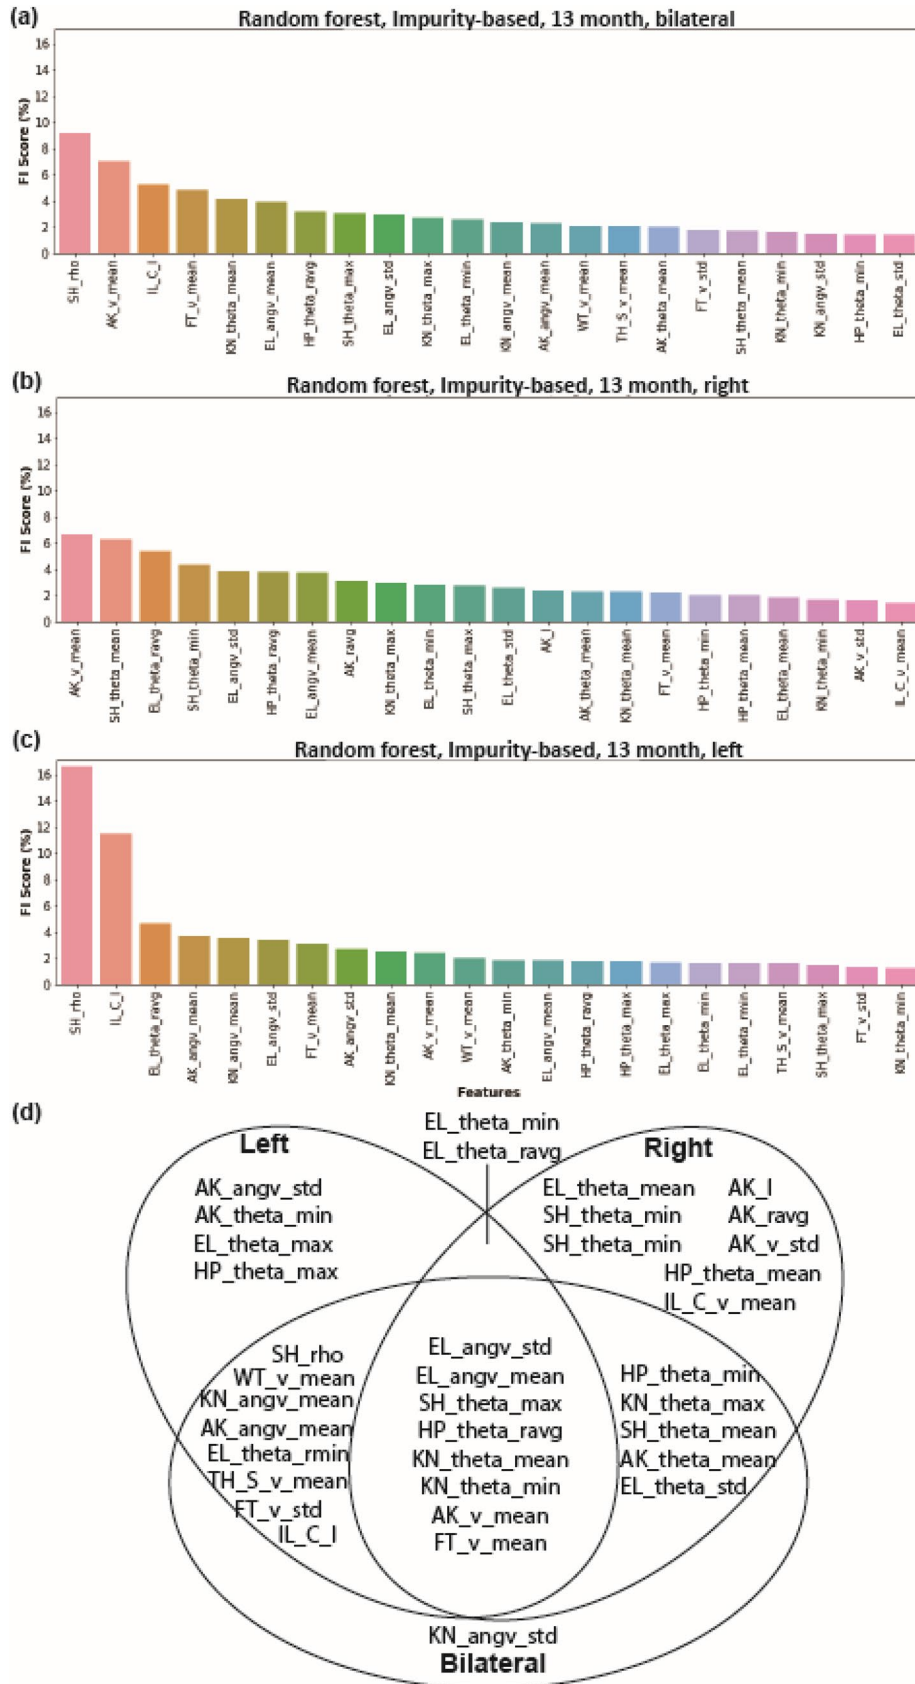 (a)
Random forest, Impurity-based, 13 month, bilateral
16
14
12
10
8
6
4
2
0
FI Score (%)
SH_rho
AK_v_mean
IL_C_l
FT_v_mean
KN_theta_mean
EL_angv_mean
HP_theta_ravg
SH_theta_max
EL_angv_std
KN_theta_max
EL_theta_rmin
KN_angv_mean
AK_angv_mean
WT_v_mean
TH_S_v_mean
AK_theta_mean
FT_v_std
SH_theta_mean
KN_theta_min
KN_angv_std
HP_theta_min
EL_theta_std
(b)
Random forest, Impurity-based, 13 month, right
16
14
12
10
8
6
4
2
0
FI Score (%)
AK_v_mean
SH_theta_mean
EL_theta_ravg
SH_theta_min
EL_angv_std
HP_theta_ravg
EL_angv_mean
AK_ravg
KN_theta_max
EL_theta_min
SH_theta_max
EL_theta_std
AK_l
AK_theta_mean
KN_theta_mean
FT_v_mean
HP_theta_min
HP_theta_mean
EL_theta_mean
KN_theta_min
AK_v_std
IL_C_v_mean
(c)
Random forest, Impurity-based, 13 month, left
16
14
12
10
8
6
4
2
0
FI Score (%)
SH_rho
IL_C_l
EL_theta_ravg
AK_angv_mean
KN_angv_mean
EL_angv_std
FT_v_mean
AK_angv_std
KN_theta_mean
AK_v_mean
WT_v_mean
AK_theta_min
EL_angv_mean
HP_theta_ravg
HP_theta_max
EL_theta_max
EL_theta_min
EL_theta_rmin
TH_S_v_mean
SH_theta_max
FT_v_std
KN_theta_min
Features
(d)
EL_theta_min
EL_theta_ravg
Left
AK_angv_std
AK_theta_min
EL_theta_max
HP_theta_max
Right
EL_theta_mean AK_l
SH_theta_min AK_ravg
SH_theta_min AK_v_std
HP_theta_mean
IL_C_v_mean
SH_rho
WT_v_mean
KN_angv_mean
AK_angv_mean
EL_theta_rmin
TH_S_v_mean
FT_v_std
IL_C_l
EL_angv_std
EL_angv_mean
SH_theta_max
HP_theta_ravg
KN_theta_mean
KN_theta_min
AK_v_mean
FT_v_mean
HP_theta_min
KN_theta_max
SH_theta_mean
AK_theta_mean
EL_theta_std
KN_angv_std
Bilateral